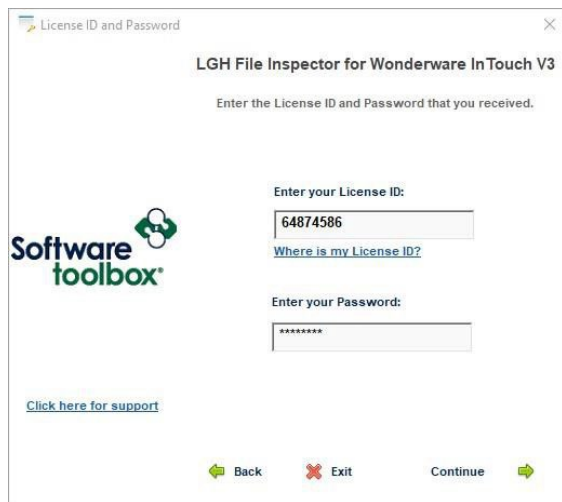 License ID and Password
LGH File Inspector for Wonderware InTouch V3
Enter the License ID and Password that you received.
Enter your License ID:
64874586
Where is my License ID?
Software
toolbox®
Enter your Password:
********
Click here for support
Back Exit Continue